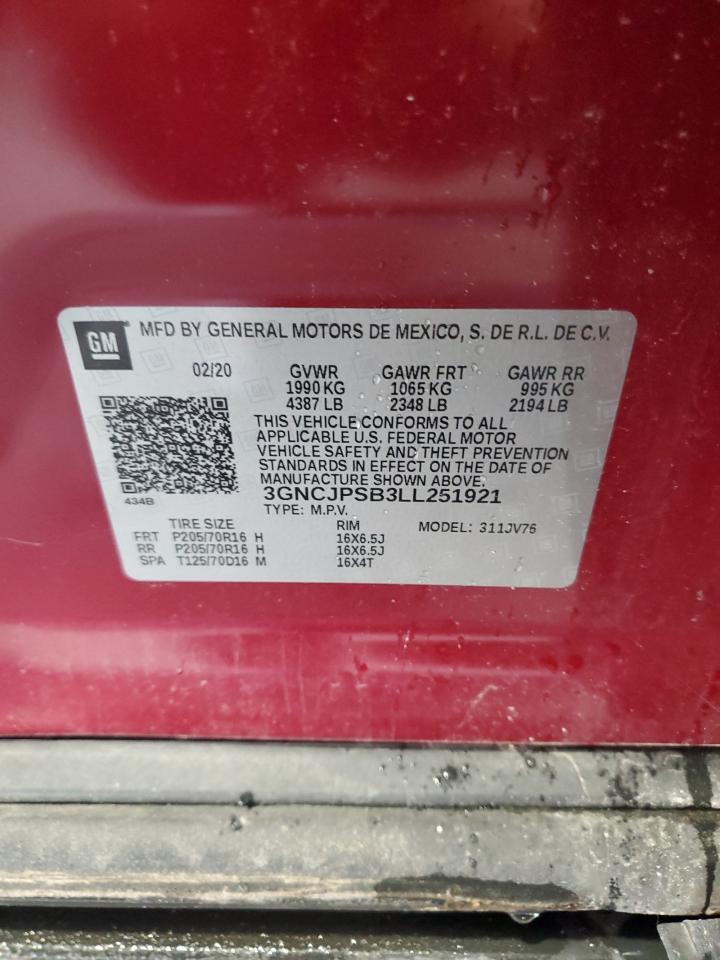 GM MFD BY GENERAL MOTORS DE MEXICO, S. DE R.L. DE C.V.
02/20 GVWR GAWR FRT GAWR RR
1990 KG 1065 KG 995 KG
4387 LB 2348 LB 2194 LB
THIS VEHICLE CONFORMS TO ALL
APPLICABLE U.S. FEDERAL MOTOR
VEHICLE SAFETY AND THEFT PREVENTION
STANDARDS IN EFFECT ON THE DATE OF
MANUFACTURE SHOWN ABOVE.
434B 3GNCJPSB3LL251921
TYPE: M.P.V.
TIRE SIZE RIM MODEL: 311JV76
FRT P205/70R16 H 16X6.5J
RR P205/70R16 H 16X6.5J
SPA T125/70D16 M 16X4T